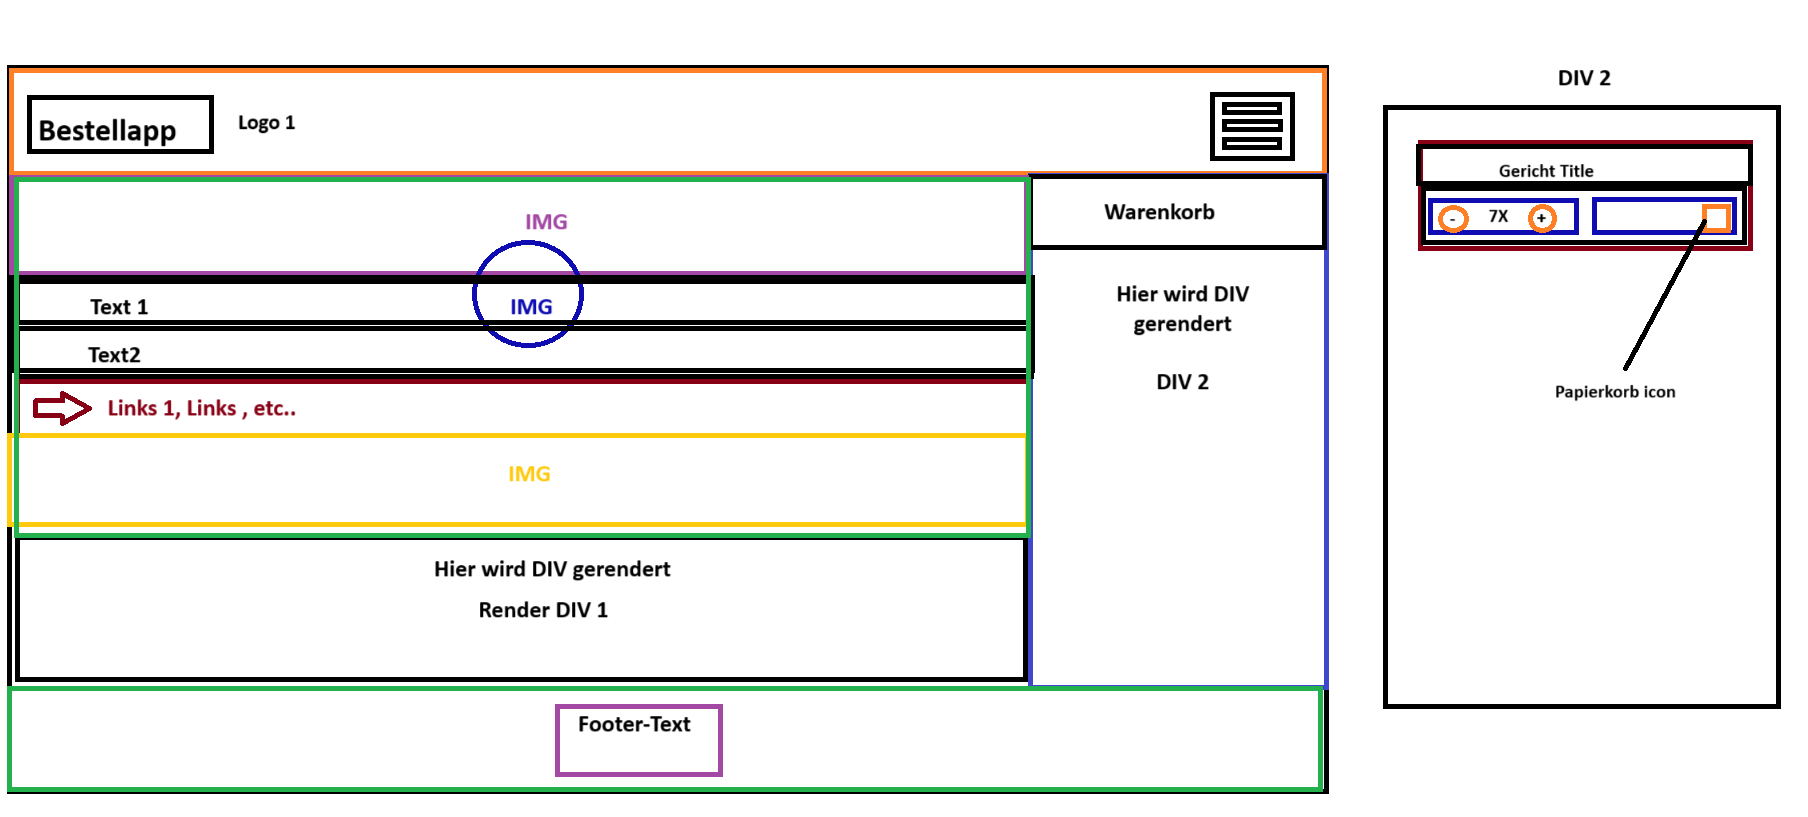 Bestellapp
Logo 1
IMG
Text 1
IMG
Text2
Links 1, Links , etc..
IMG
Hier wird DIV gerendert
Render DIV 1
Warenkorb
Hier wird DIV
gerendert
DIV 2
Footer-Text
DIV 2
Gericht Title
- 7X +
Papierkorb icon